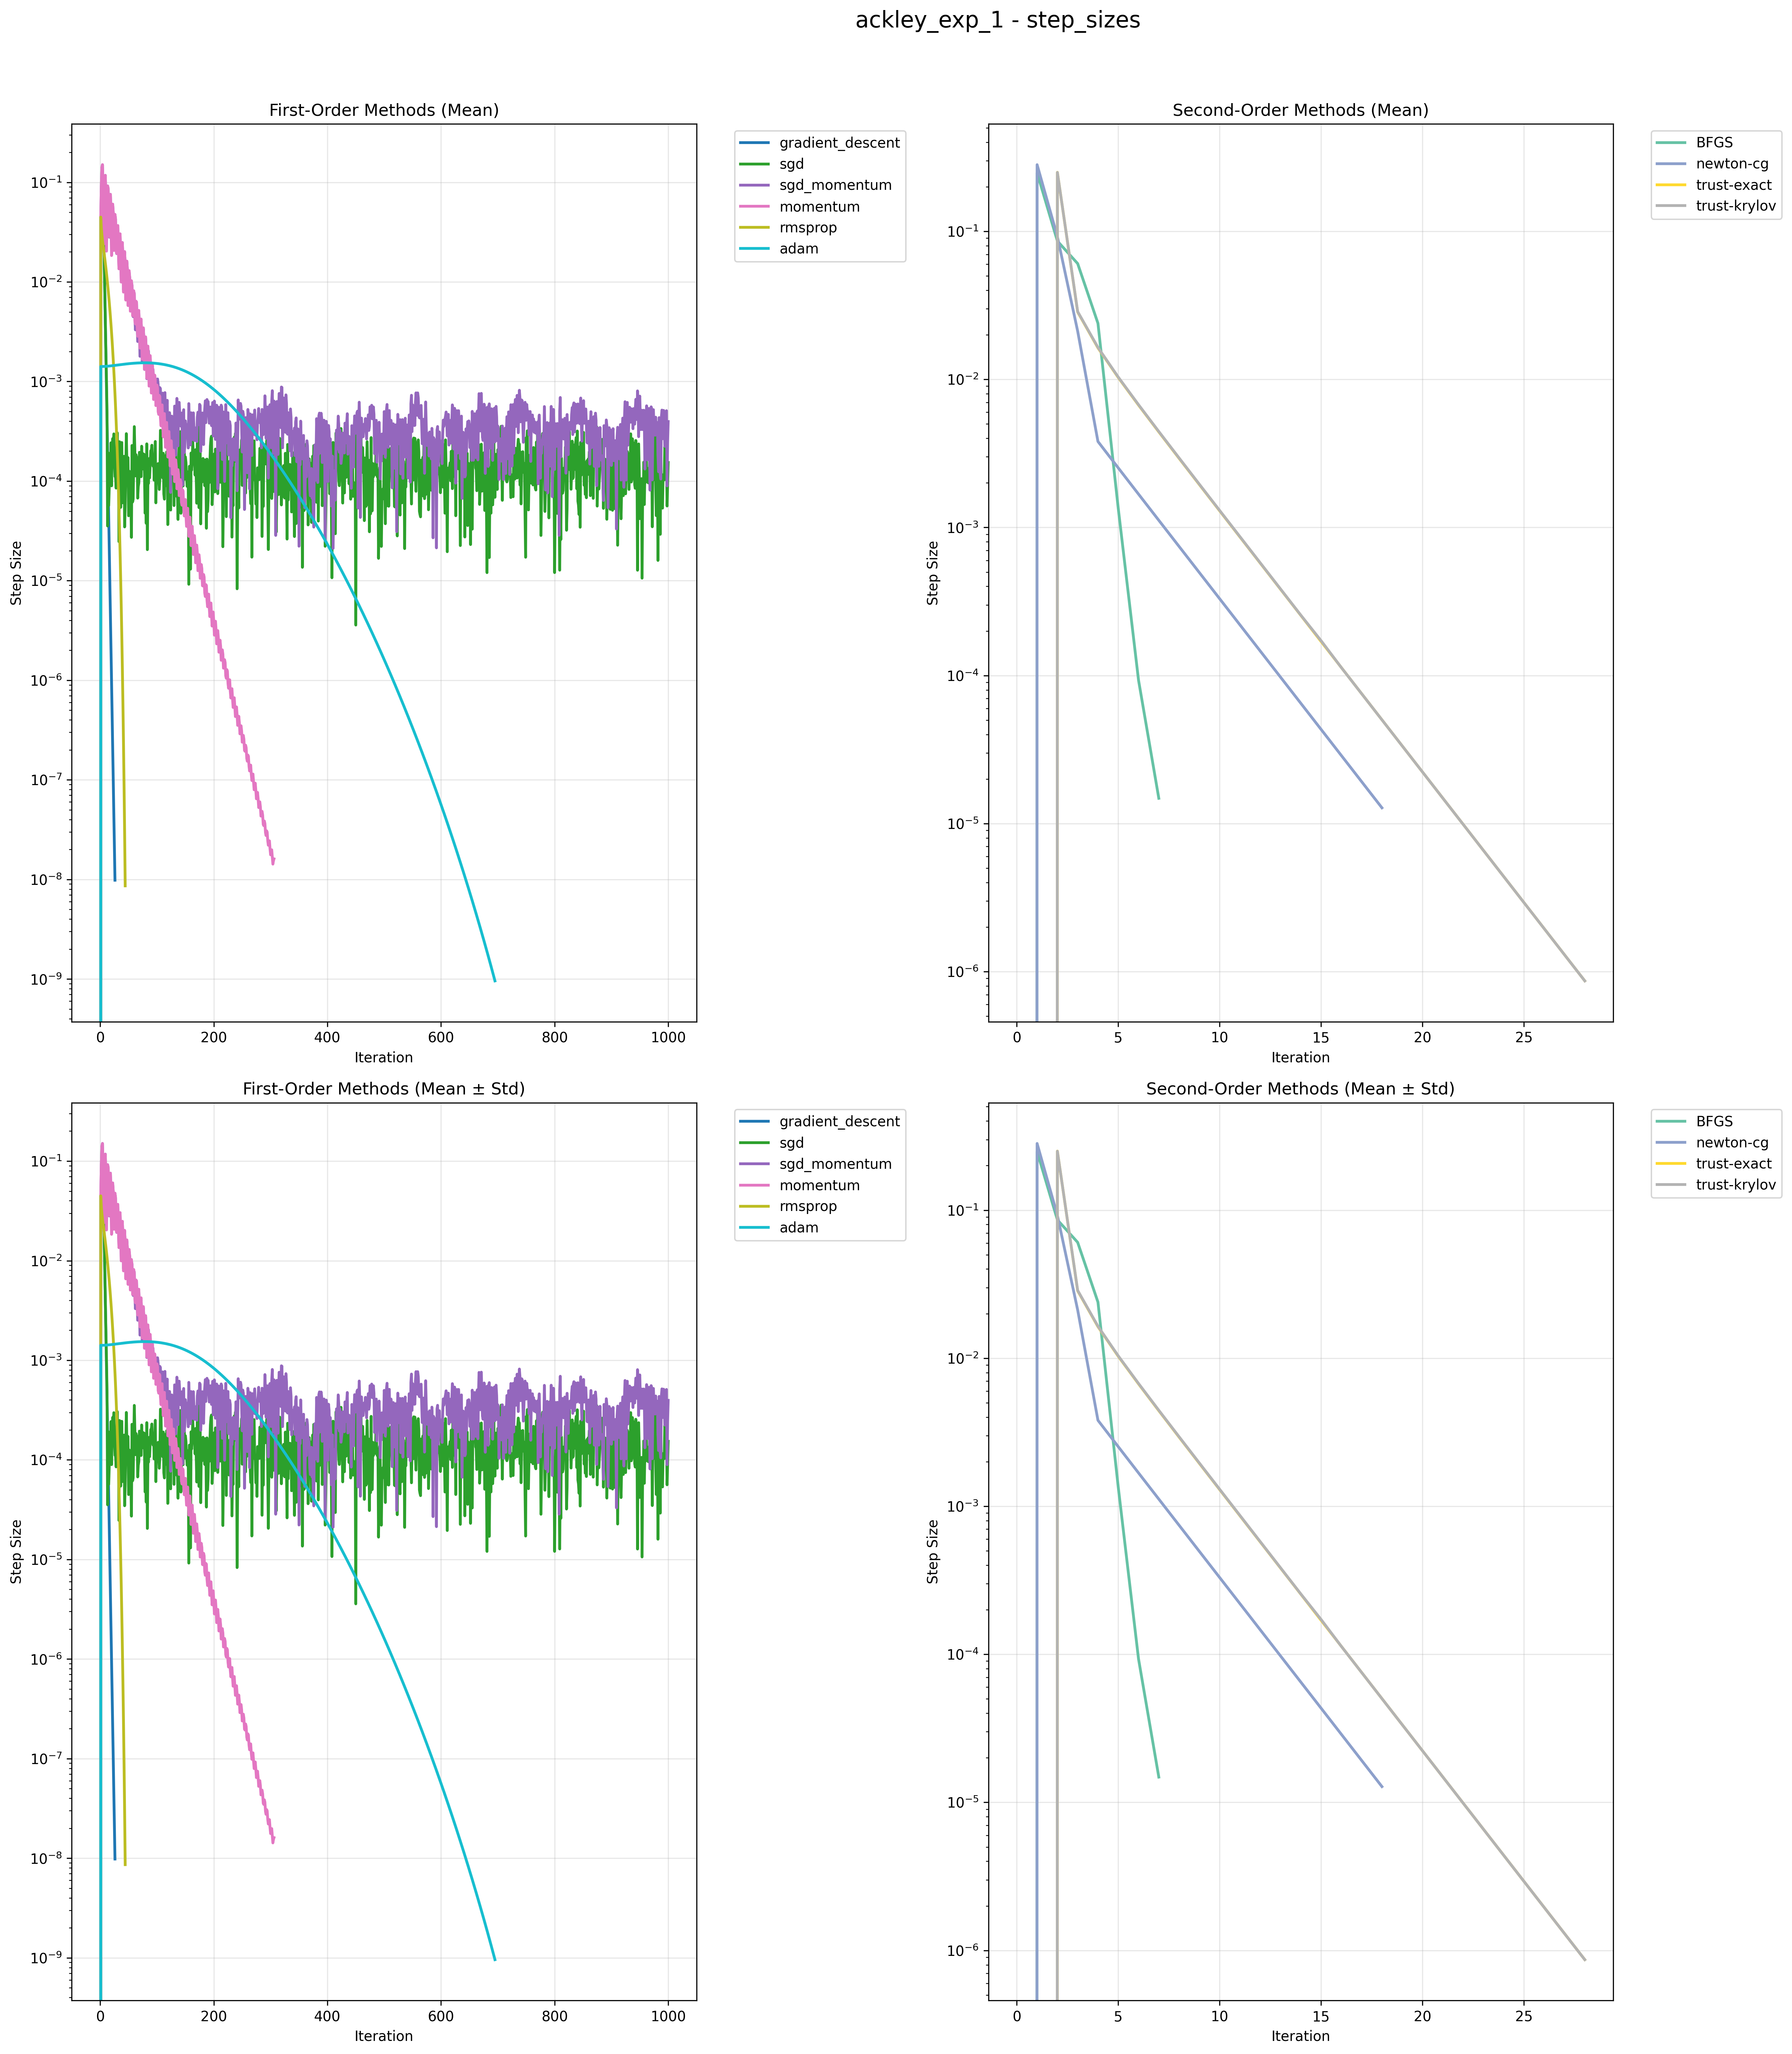 ackley_exp_1 - step_sizes
First-Order Methods (Mean)
gradient_descent
sgd
sgd_momentum
momentum
rmsprop
adam
Step Size
10⁻¹
10⁻²
10⁻³
10⁻⁴
10⁻⁵
10⁻⁶
10⁻⁷
10⁻⁸
10⁻⁹
0 200 400 600 800 1000
Iteration
Second-Order Methods (Mean)
BFGS
newton-cg
trust-exact
trust-krylov
Step Size
10⁻¹
10⁻²
10⁻³
10⁻⁴
10⁻⁵
10⁻⁶
0 5 10 15 20 25
Iteration
First-Order Methods (Mean ± Std)
gradient_descent
sgd
sgd_momentum
momentum
rmsprop
adam
Step Size
10⁻¹
10⁻²
10⁻³
10⁻⁴
10⁻⁵
10⁻⁶
10⁻⁷
10⁻⁸
10⁻⁹
0 200 400 600 800 1000
Iteration
Second-Order Methods (Mean ± Std)
BFGS
newton-cg
trust-exact
trust-krylov
Step Size
10⁻¹
10⁻²
10⁻³
10⁻⁴
10⁻⁵
10⁻⁶
0 5 10 15 20 25
Iteration